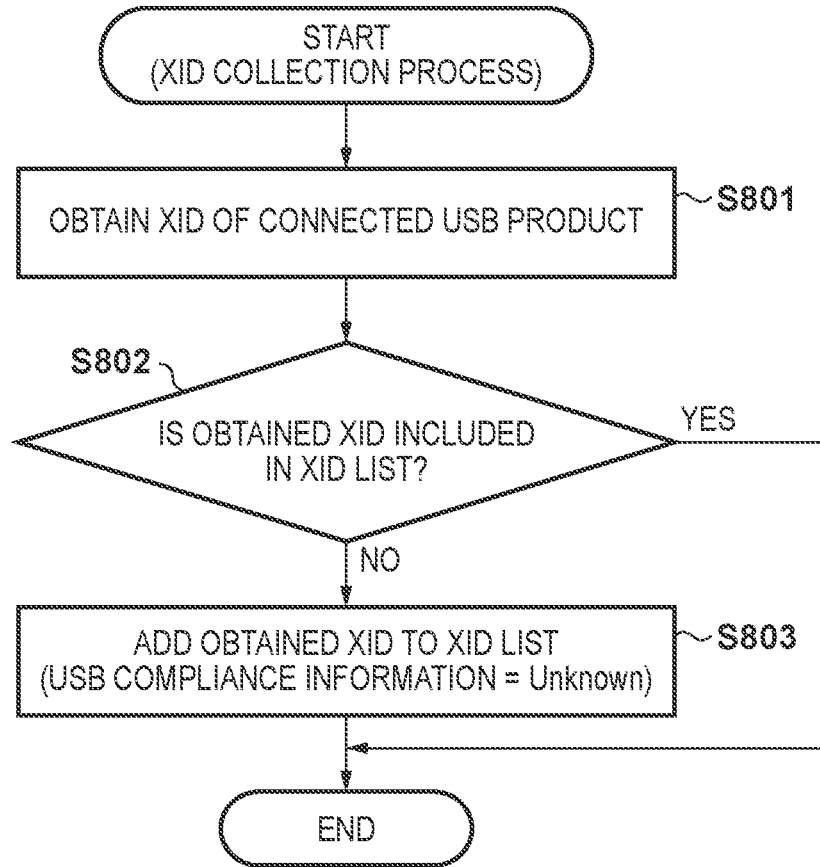 START
(XID COLLECTION PROCESS)
OBTAIN XID OF CONNECTED USB PRODUCT
S801
S802
IS OBTAINED XID INCLUDED
IN XID LIST?
YES
NO
ADD OBTAINED XID TO XID LIST
(USB COMPLIANCE INFORMATION = Unknown)
S803
END